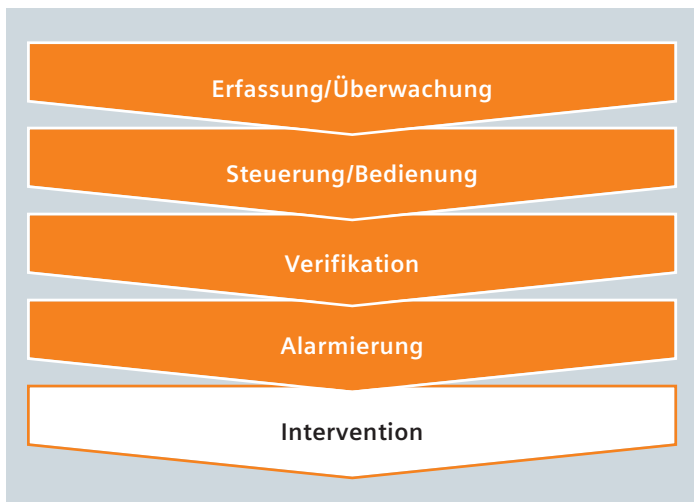 Erfassung/Überwachung
Steuerung/Bedienung
Verifikation
Alarmierung
Intervention